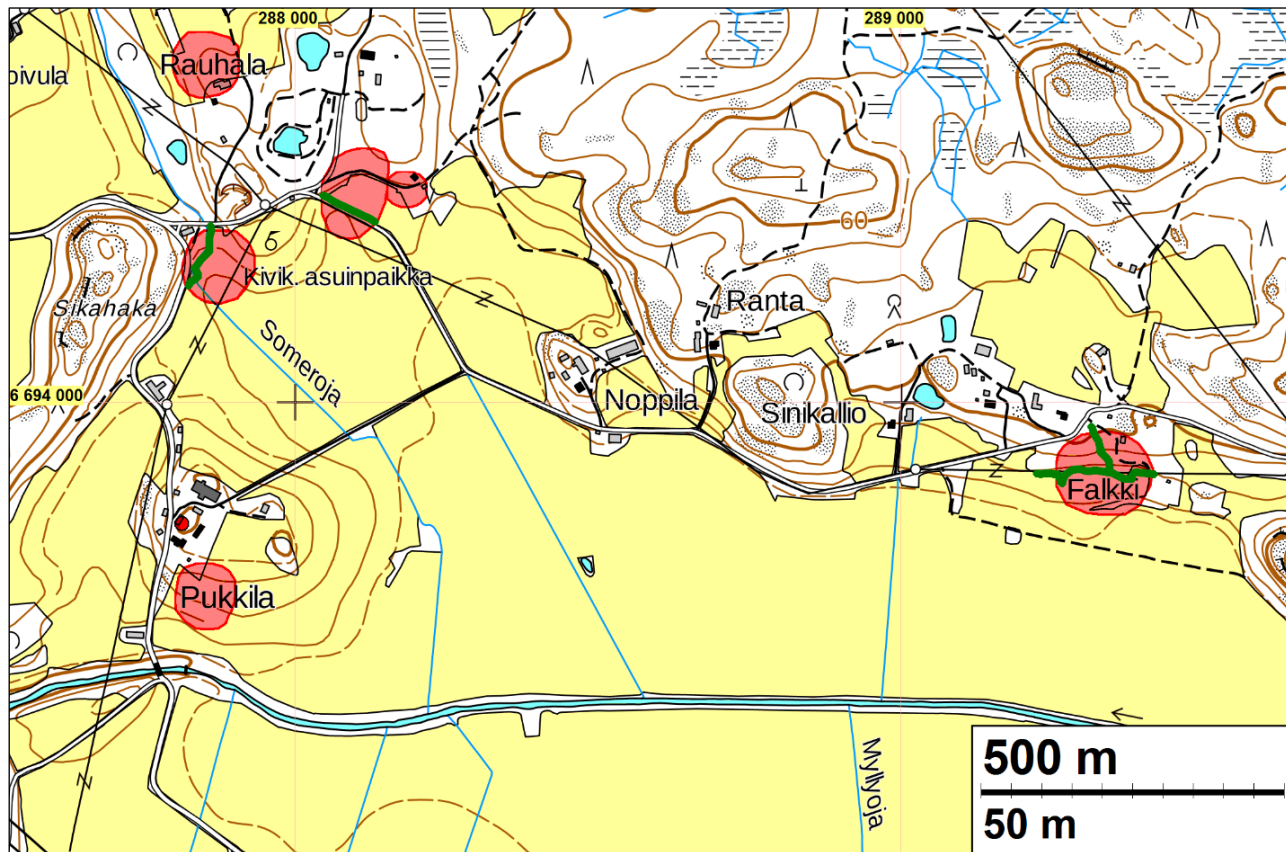 288 000
289 000
Rauhala
oivula
60
Kivik. asuinpaikka
Sikahaka
Ranta
Someroja
6 694 000
Noppila
Sinikallio
Falkki
Pukkila
Myllyoja
500 m
50 m